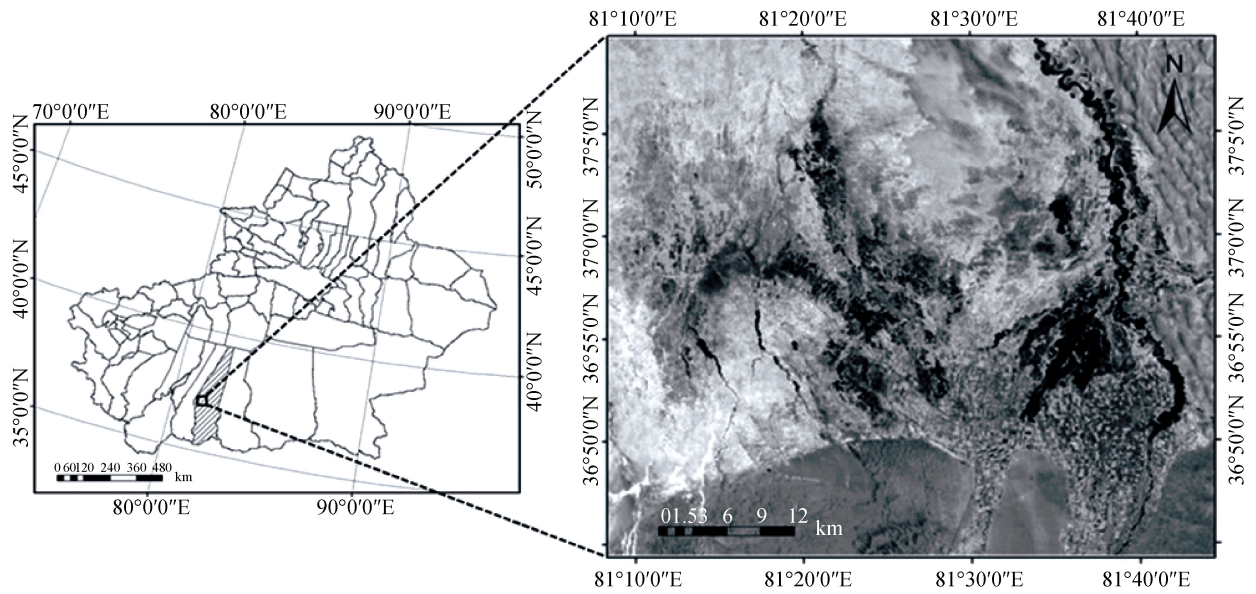 70°0′0″E
80°0′0″E
90°0′0″E
45°0′0″N
40°0′0″N
35°0′0″N
50°0′0″N
45°0′0″N
40°0′0″N
0 60120 240 360 480 km
80°0′0″E
90°0′0″E
81°10′0″E
81°20′0″E
81°30′0″E
81°40′0″E
37°5′0″N
37°0′0″N
36°55′0″N
36°50′0″N
N
37°5′0″N
37°0′0″N
36°55′0″N
36°50′0″N
01.53 6 9 12 km
81°10′0″E
81°20′0″E
81°30′0″E
81°40′0″E